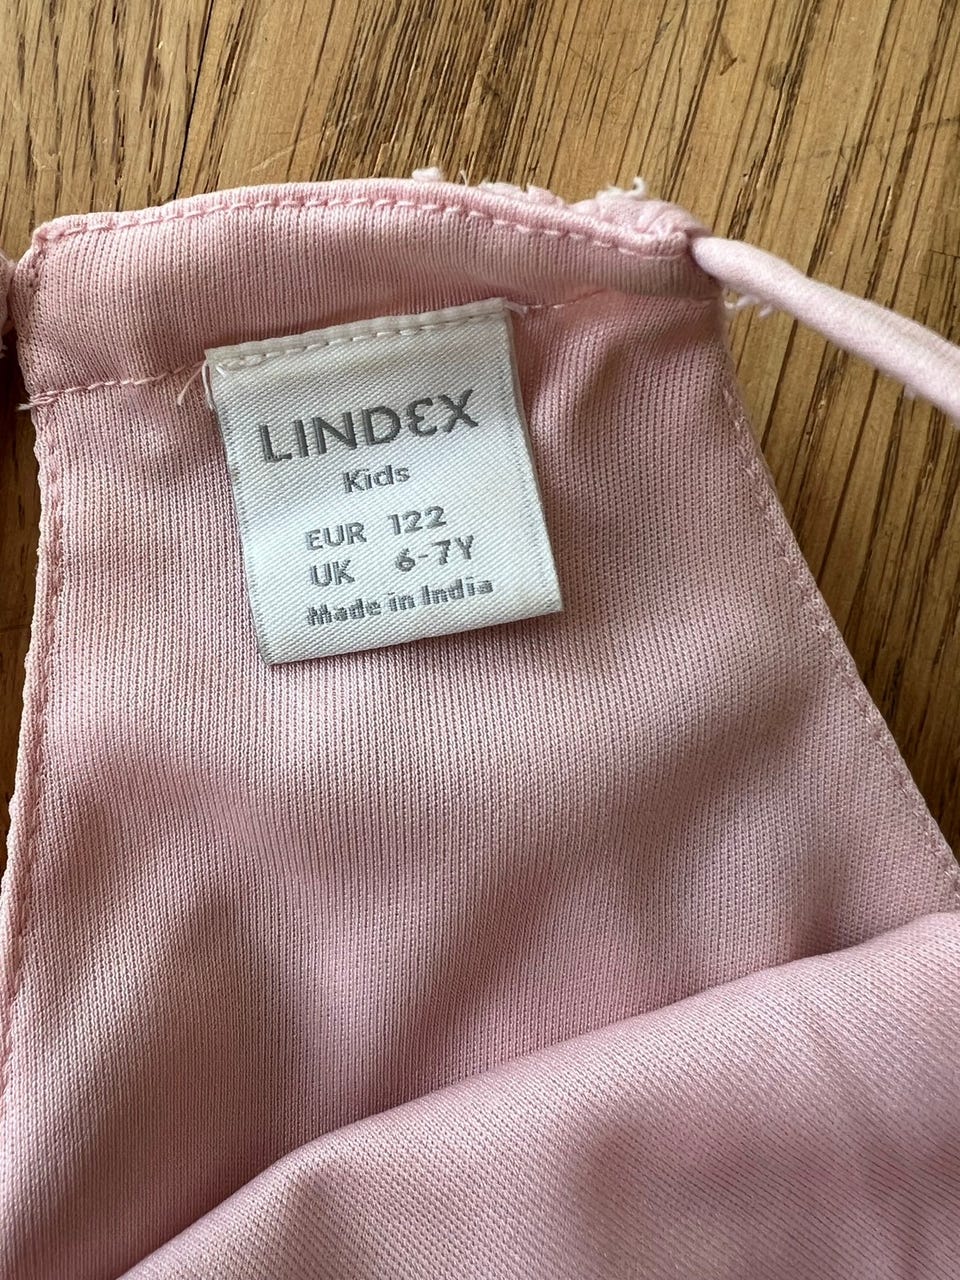 LINDEX
Kids
EUR 122
UK 6-7Y
Made in India